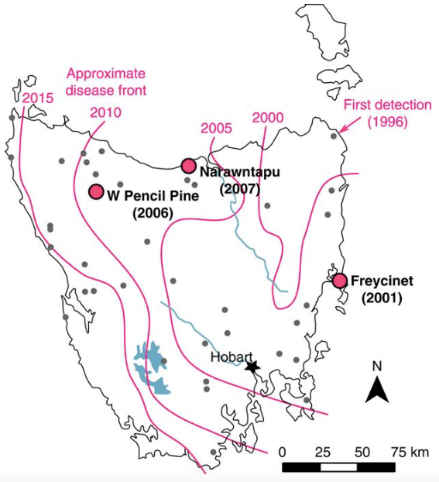 Approximate
disease front
2015
2010
2005
2000
First detection
(1996)
Narawntapu
(2007)
W Pencil Pine
(2006)
Freycinet
(2001)
Hobart
N
0 25 50 75 km